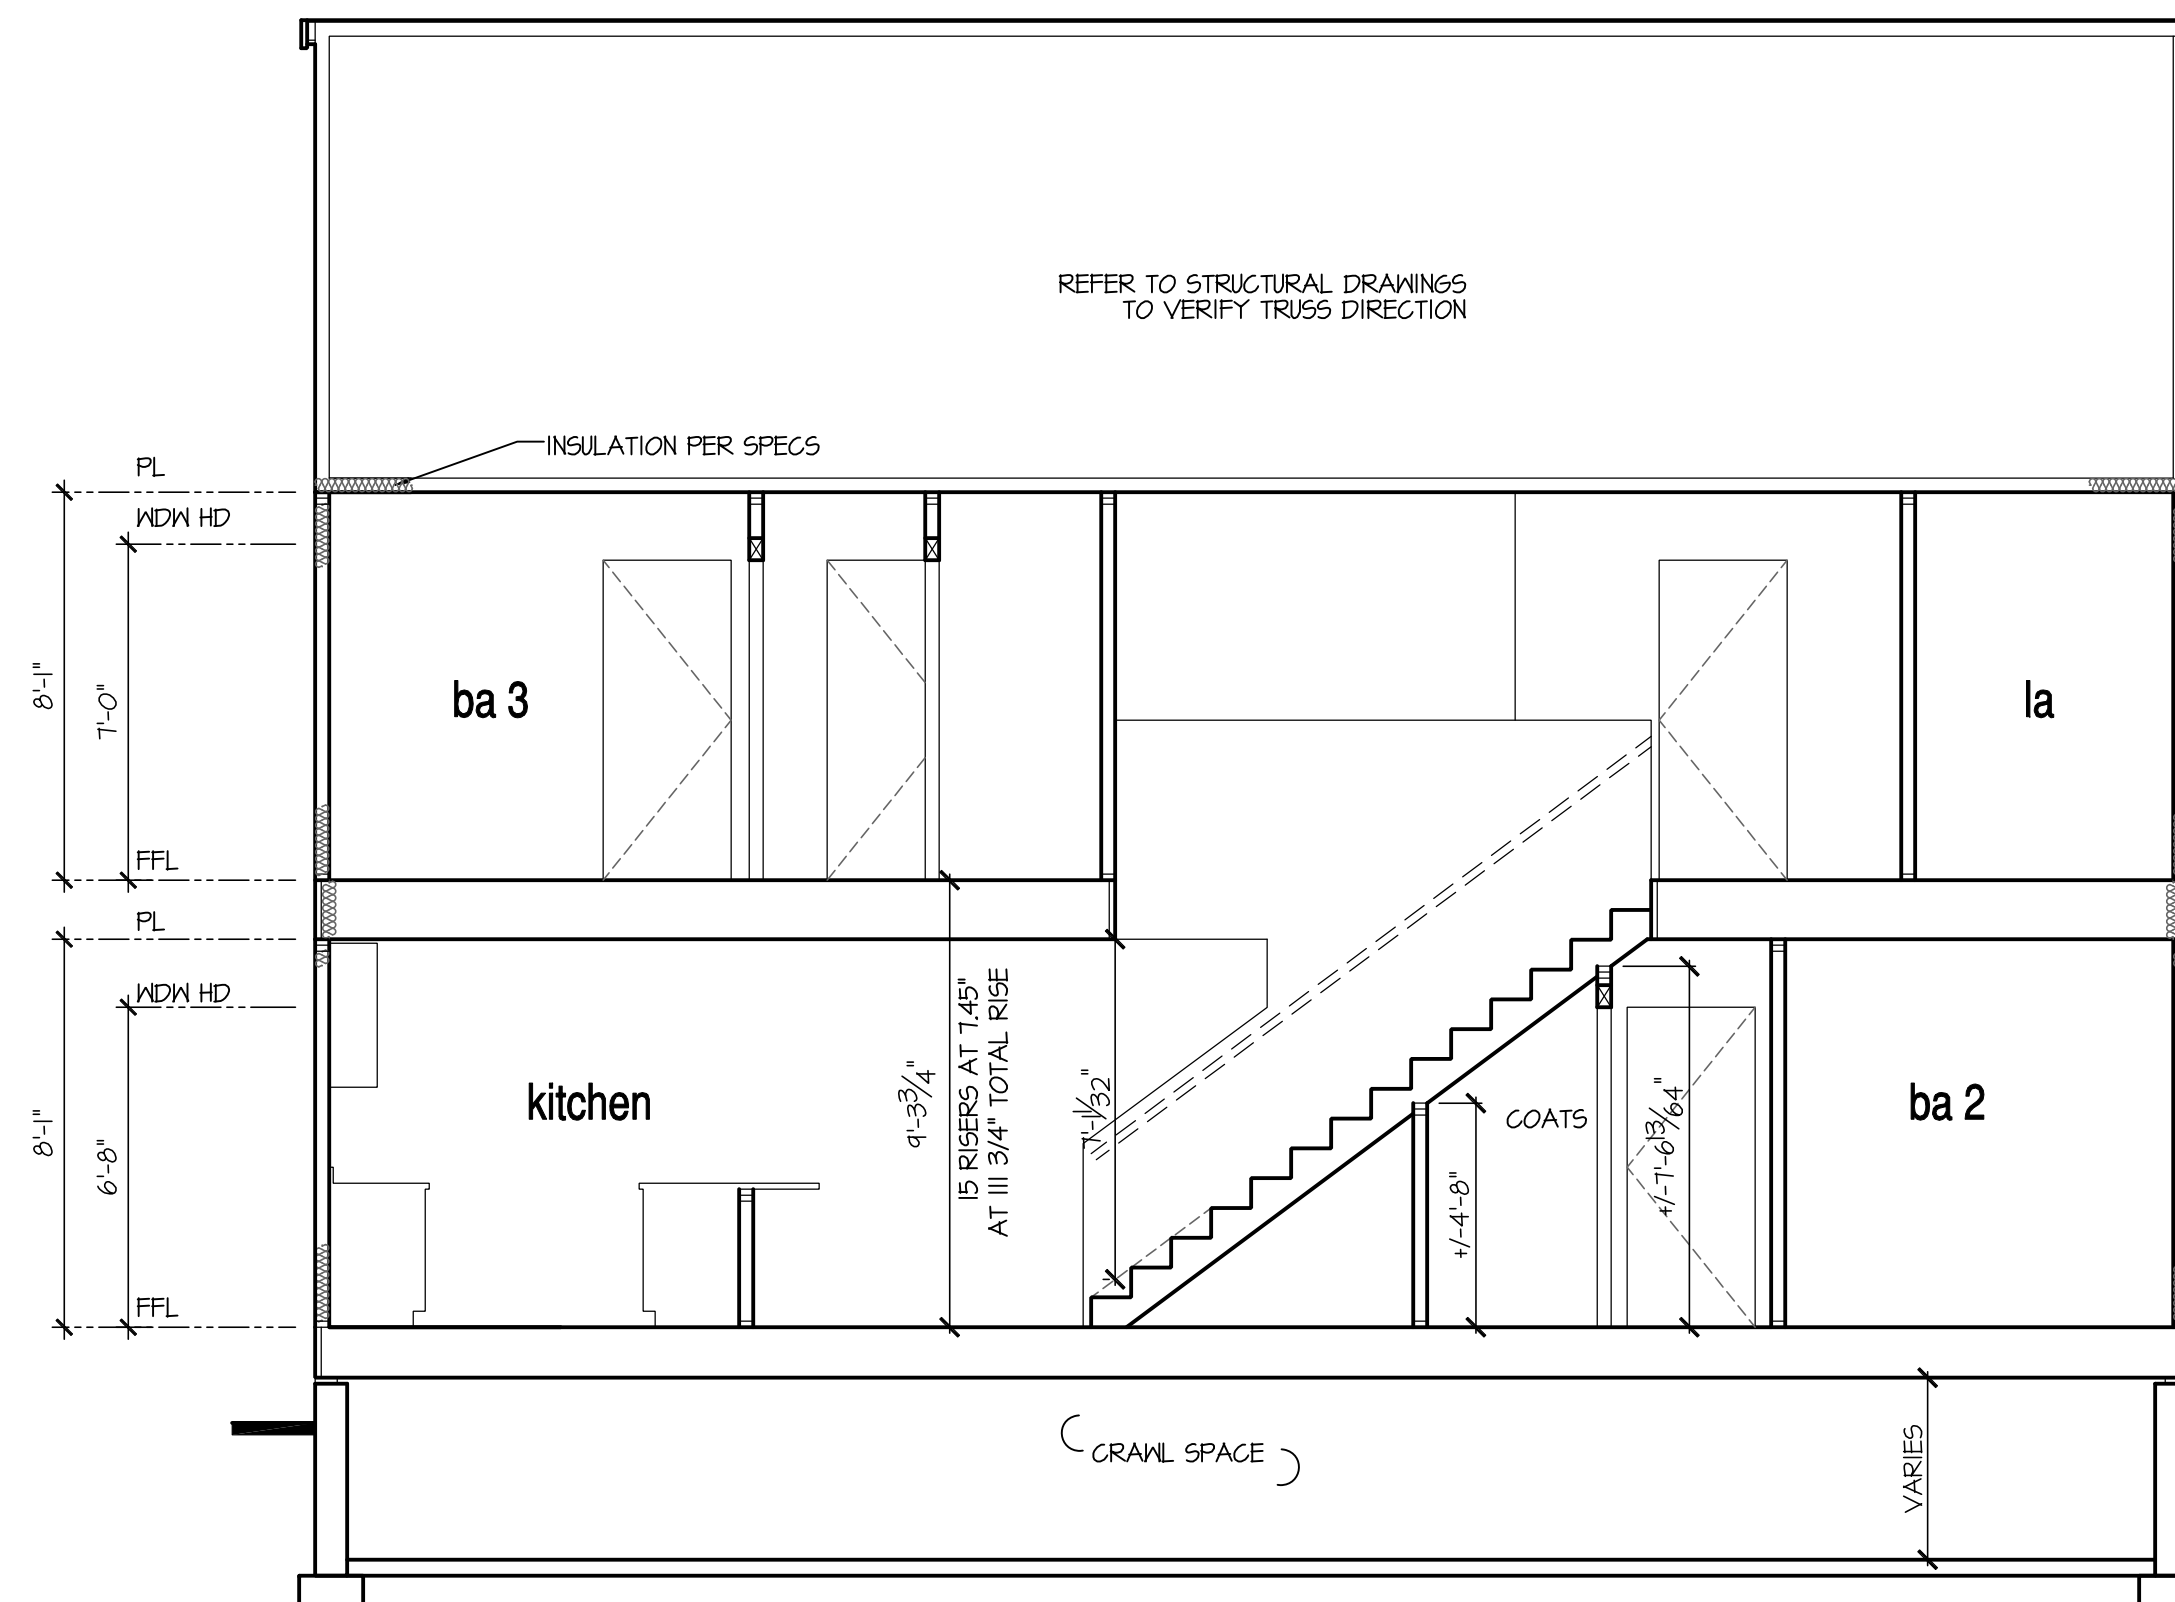 REFER TO STRUCTURAL DRAWINGS
TO VERIFY TRUSS DIRECTION
INSULATION PER SPECS
PL
WDW HD
8'-1"
7'-0"
ba 3
la
FFL
PL
WDW HD
8'-1"
6'-8"
kitchen
9'-3 3/4"
15 RISERS AT 7.45"
AT 111 3/4" TOTAL RISE
7'-1/32"
+/-4'-8"
COATS
+/-7'-6 13/64"
ba 2
FFL
CRAWL SPACE
VARIES